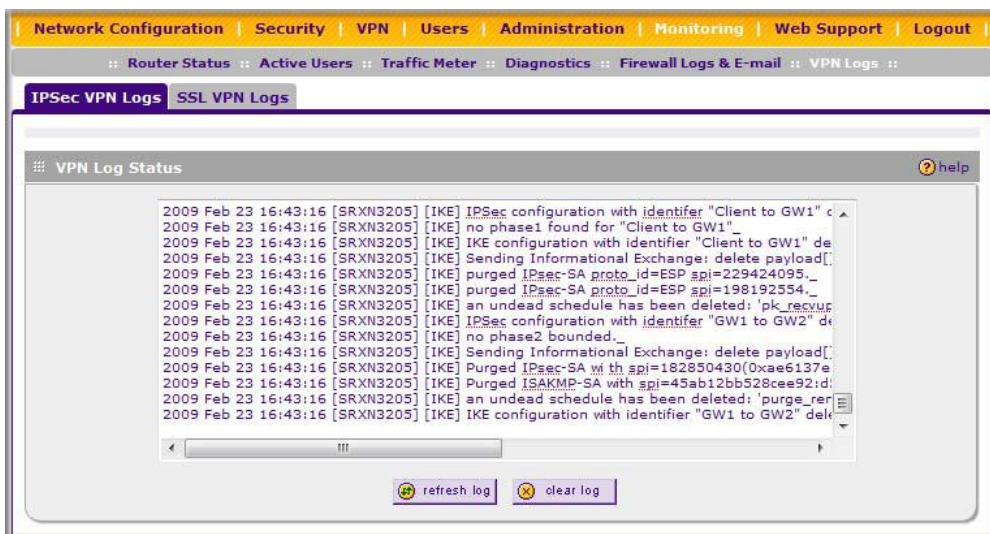 Network Configuration | Security | VPN | Users | Administration | Monitoring | Web Support | Logout
:: Router Status :: Active Users :: Traffic Meter :: Diagnostics :: Firewall Logs & E-mail :: VPN Logs ::
IPSec VPN Logs SSL VPN Logs
VPN Log Status ? help
2009 Feb 23 16:43:16 [SRXN3205] [IKE] IPSec configuration with identifer "Client to GW1" c
2009 Feb 23 16:43:16 [SRXN3205] [IKE] no phase1 found for "Client to GW1"_
2009 Feb 23 16:43:16 [SRXN3205] [IKE] IKE configuration with identifier "Client to GW1" de
2009 Feb 23 16:43:16 [SRXN3205] [IKE] Sending Informational Exchange: delete payload[]
2009 Feb 23 16:43:16 [SRXN3205] [IKE] purged IPsec-SA proto_id=ESP spi=229424095._
2009 Feb 23 16:43:16 [SRXN3205] [IKE] purged IPsec-SA proto_id=ESP spi=198192554._
2009 Feb 23 16:43:16 [SRXN3205] [IKE] an undead schedule has been deleted: 'pk_recvup
2009 Feb 23 16:43:16 [SRXN3205] [IKE] IPSec configuration with identifer "GW1 to GW2" de
2009 Feb 23 16:43:16 [SRXN3205] [IKE] no phase2 bounded._
2009 Feb 23 16:43:16 [SRXN3205] [IKE] Sending Informational Exchange: delete payload[]
2009 Feb 23 16:43:16 [SRXN3205] [IKE] Purged IPsec-SA wi th spi=182850430(0xae6137e
2009 Feb 23 16:43:16 [SRXN3205] [IKE] Purged ISAKMP-SA with spi=45ab12bb528cee92:d
2009 Feb 23 16:43:16 [SRXN3205] [IKE] an undead schedule has been deleted: 'purge_rer
2009 Feb 23 16:43:16 [SRXN3205] [IKE] IKE configuration with identifier "GW1 to GW2" dele
refresh log clear log